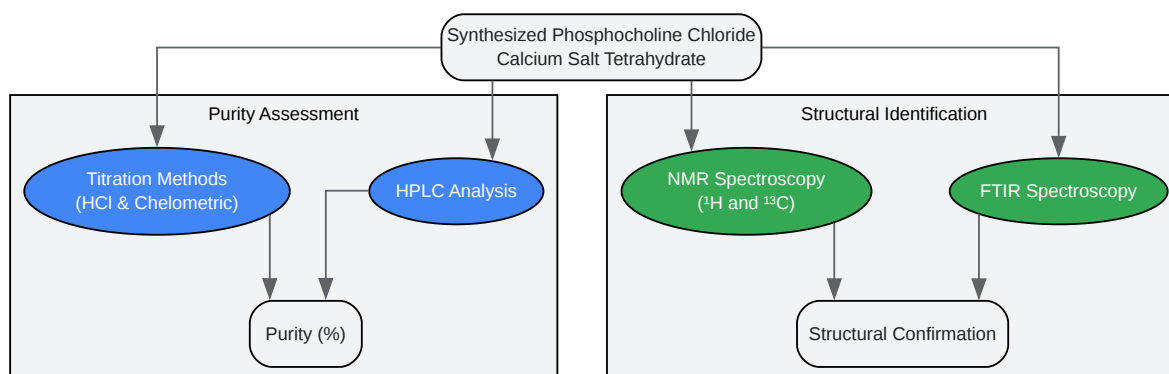 Synthesized Phosphocholine Chloride
Calcium Salt Tetrahydrate
Purity Assessment
Structural Identification
Titration Methods
(HCl & Chelometric)
HPLC Analysis
NMR Spectroscopy
(¹H and ¹³C)
FTIR Spectroscopy
Purity (%)
Structural Confirmation